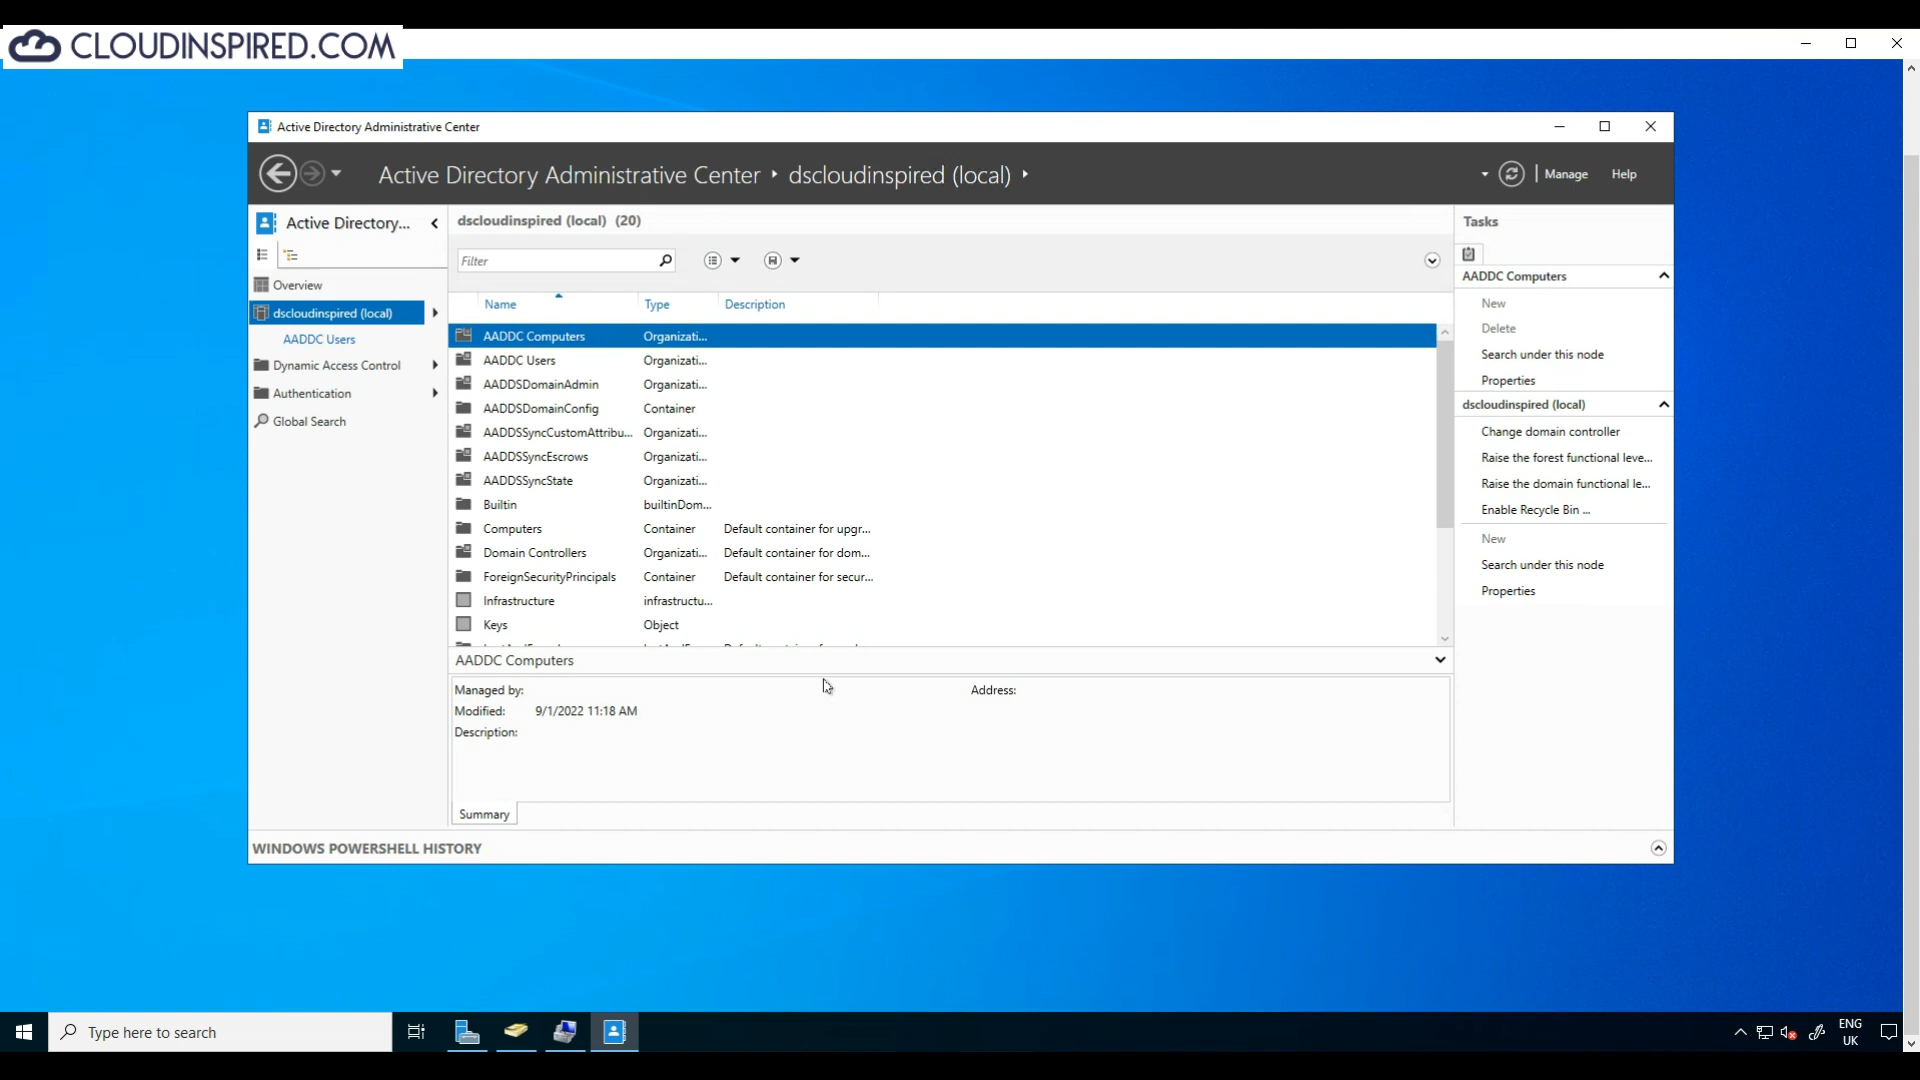 CLOUDINSPIRED.COM
Active Directory Administrative Center
Active Directory Administrative Center dscloudinspired (local)
Manage Help
Active Directory...
Overview
dscloudinspired (local)
AADDC Users
Dynamic Access Control
Authentication
Global Search
dscloudinspired (local) (20)
Filter
Name Type Description
AADDC Computers Organizati...
AADDC Users Organizati...
AADDSDomainAdmin Organizati...
AADDSDomainConfig Container
AADDSSyncCustomAttribu... Organizati...
AADDSSyncEscrows Organizati...
AADDSSyncState Organizati...
Builtin builtinDom...
Computers Container Default container for upgr...
Domain Controllers Organizati... Default container for dom...
ForeignSecurityPrincipals Container Default container for secur...
Infrastructure infrastructu...
Keys Object
AADDC Computers
Managed by:
Address:
Modified: 9/1/2022 11:18 AM
Description:
Summary
Tasks
AADDC Computers
New
Delete
Search under this node
Properties
dscloudinspired (local)
Change domain controller
Raise the forest functional leve...
Raise the domain functional le...
Enable Recycle Bin ...
New
Search under this node
Properties
WINDOWS POWERSHELL HISTORY
Type here to search
ENG
UK